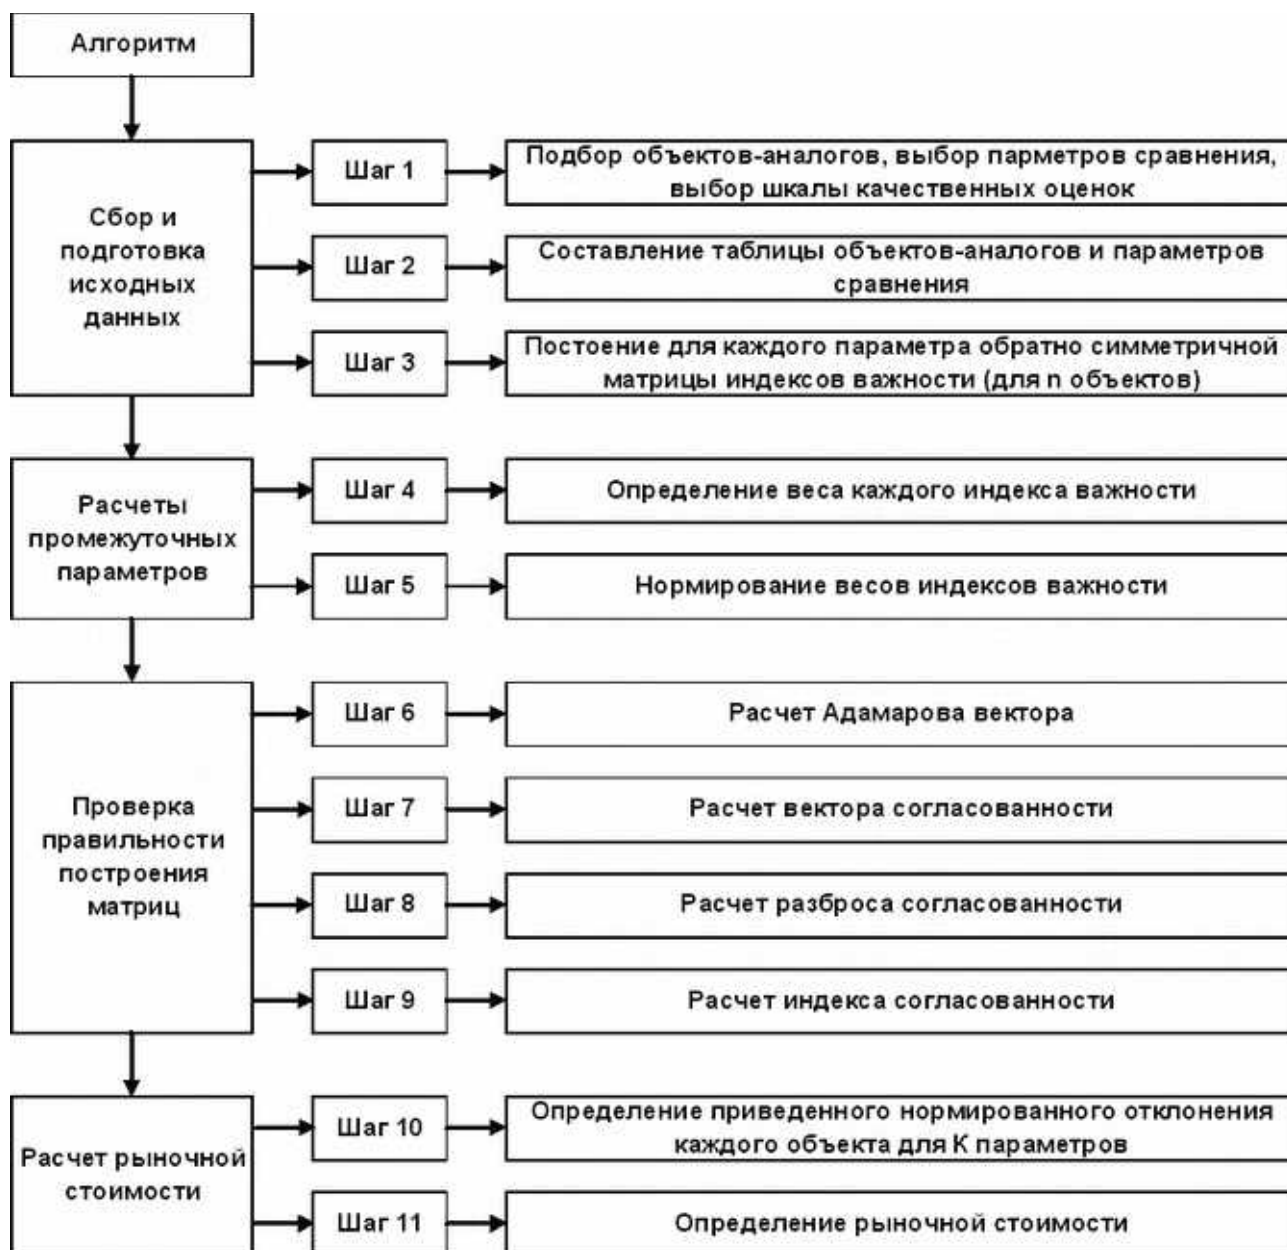 Алгоритм
Сбор и
подготовка
исходных
данных
Шаг 1
Подбор объектов-аналогов, выбор парметров сравнения,
выбор шкалы качественных оценок
Шаг 2
Составление таблицы объектов-аналогов и параметров
сравнения
Шаг 3
Постоение для каждого параметра обратно симметричной
матрицы индексов важности (для n объектов)
Расчеты
промежуточных
параметров
Шаг 4
Определение веса каждого индекса важности
Шаг 5
Нормирование весов индексов важности
Проверка
правильности
построения
матриц
Шаг 6
Расчет Адамарова вектора
Шаг 7
Расчет вектора согласованности
Шаг 8
Расчет разброса согласованности
Шаг 9
Расчет индекса согласованности
Расчет рыночной
стоимости
Шаг 10
Определение приведенного нормированного отклонения
каждого объекта для К параметров
Шаг 11
Определение рыночной стоимости